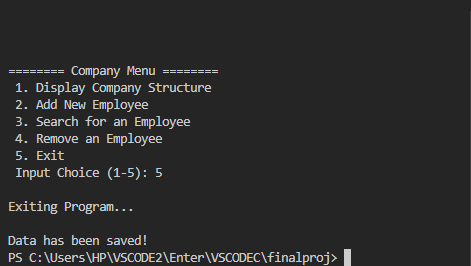 ======== Company Menu ========
1. Display Company Structure
2. Add New Employee
3. Search for an Employee
4. Remove an Employee
5. Exit
Input Choice (1-5): 5
Exiting Program...
Data has been saved!
PS C:\Users\HP\VSCODE2\Enter\VSCODEC\finalproj>